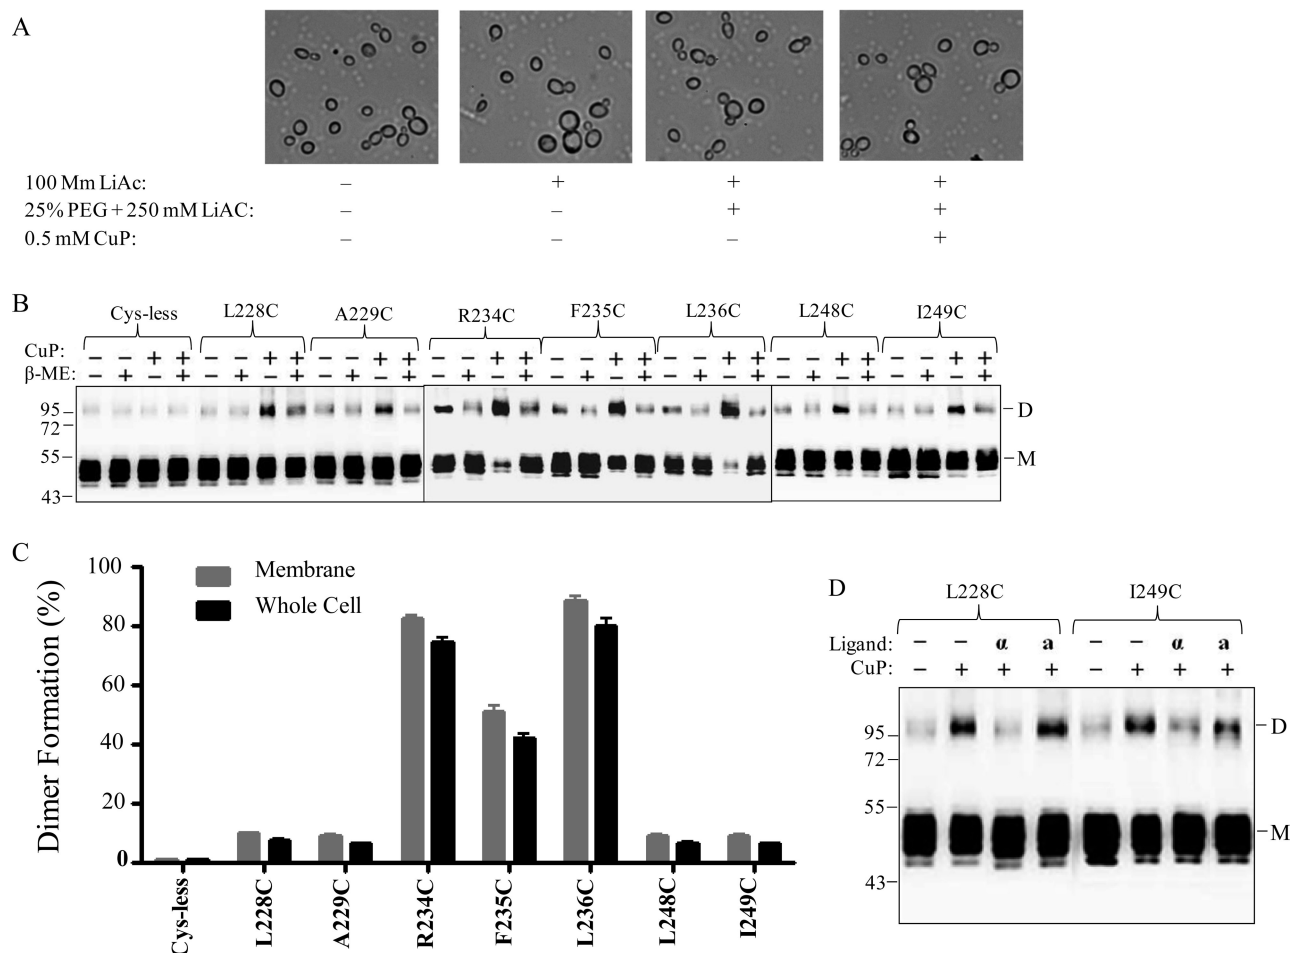 A
100 Mm LiAc: – + + +
25% PEG + 250 mM LiAC: – – + +
0.5 mM CuP: – – – +
B
Cys-less L228C A229C R234C F235C L236C L248C I249C
CuP: – – + + – – + + – – + + – – + + – – + + – – + + – – + + – – + +
β-ME: – + – + – + – + – + – + – + – + – + – + – + – + – + – + – + – +
95 – – D
72 –
55 – – M
43 –
C
Dimer Formation (%)
100
80
60
40
20
0
Membrane
Whole Cell
Cys-less L228C A229C R234C F235C L236C L248C I249C
D
L228C I249C
Ligand: – – α a – – α a
CuP: – + + + – + + +
95 – – D
72 –
55 –
– M
43 –